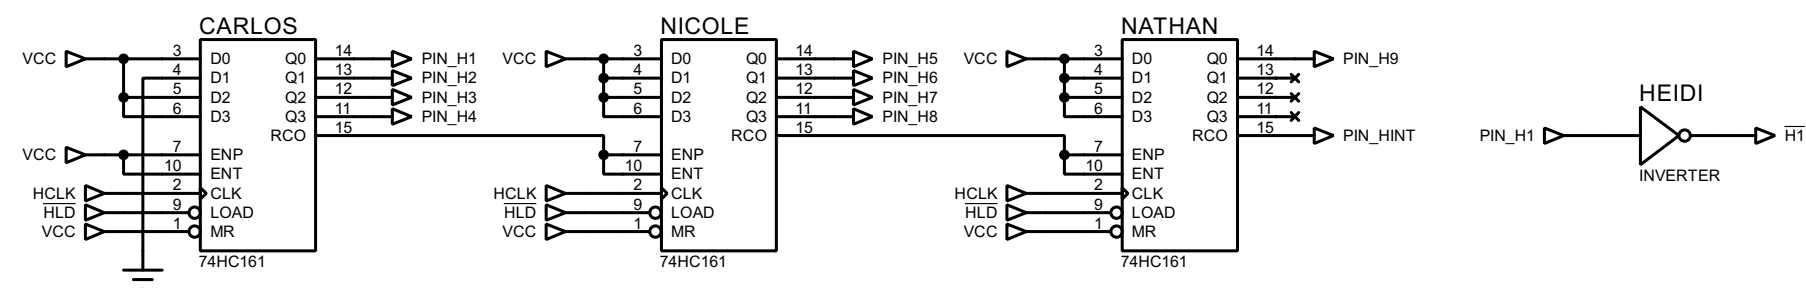 CARLOS
VCC 3 D0 Q0 14 PIN_H1
4 D1 Q1 13 PIN_H2
5 D2 Q2 12 PIN_H3
6 D3 Q3 11 PIN_H4
RCO 15
VCC 7 ENP
10 ENT
HCLK 2 CLK
HLD 9 LOAD
VCC 1 MR
74HC161
NICOLE
VCC 3 D0 Q0 14 PIN_H5
4 D1 Q1 13 PIN_H6
5 D2 Q2 12 PIN_H7
6 D3 Q3 11 PIN_H8
RCO 15
7 ENP
10 ENT
HCLK 2 CLK
HLD 9 LOAD
VCC 1 MR
74HC161
NATHAN
VCC 3 D0 Q0 14 PIN_H9
4 D1 Q1 13
5 D2 Q2 12
6 D3 Q3 11
RCO 15 PIN_HINT
7 ENP
10 ENT
HCLK 2 CLK
HLD 9 LOAD
VCC 1 MR
74HC161
HEIDI
PIN_H1 H1
INVERTER